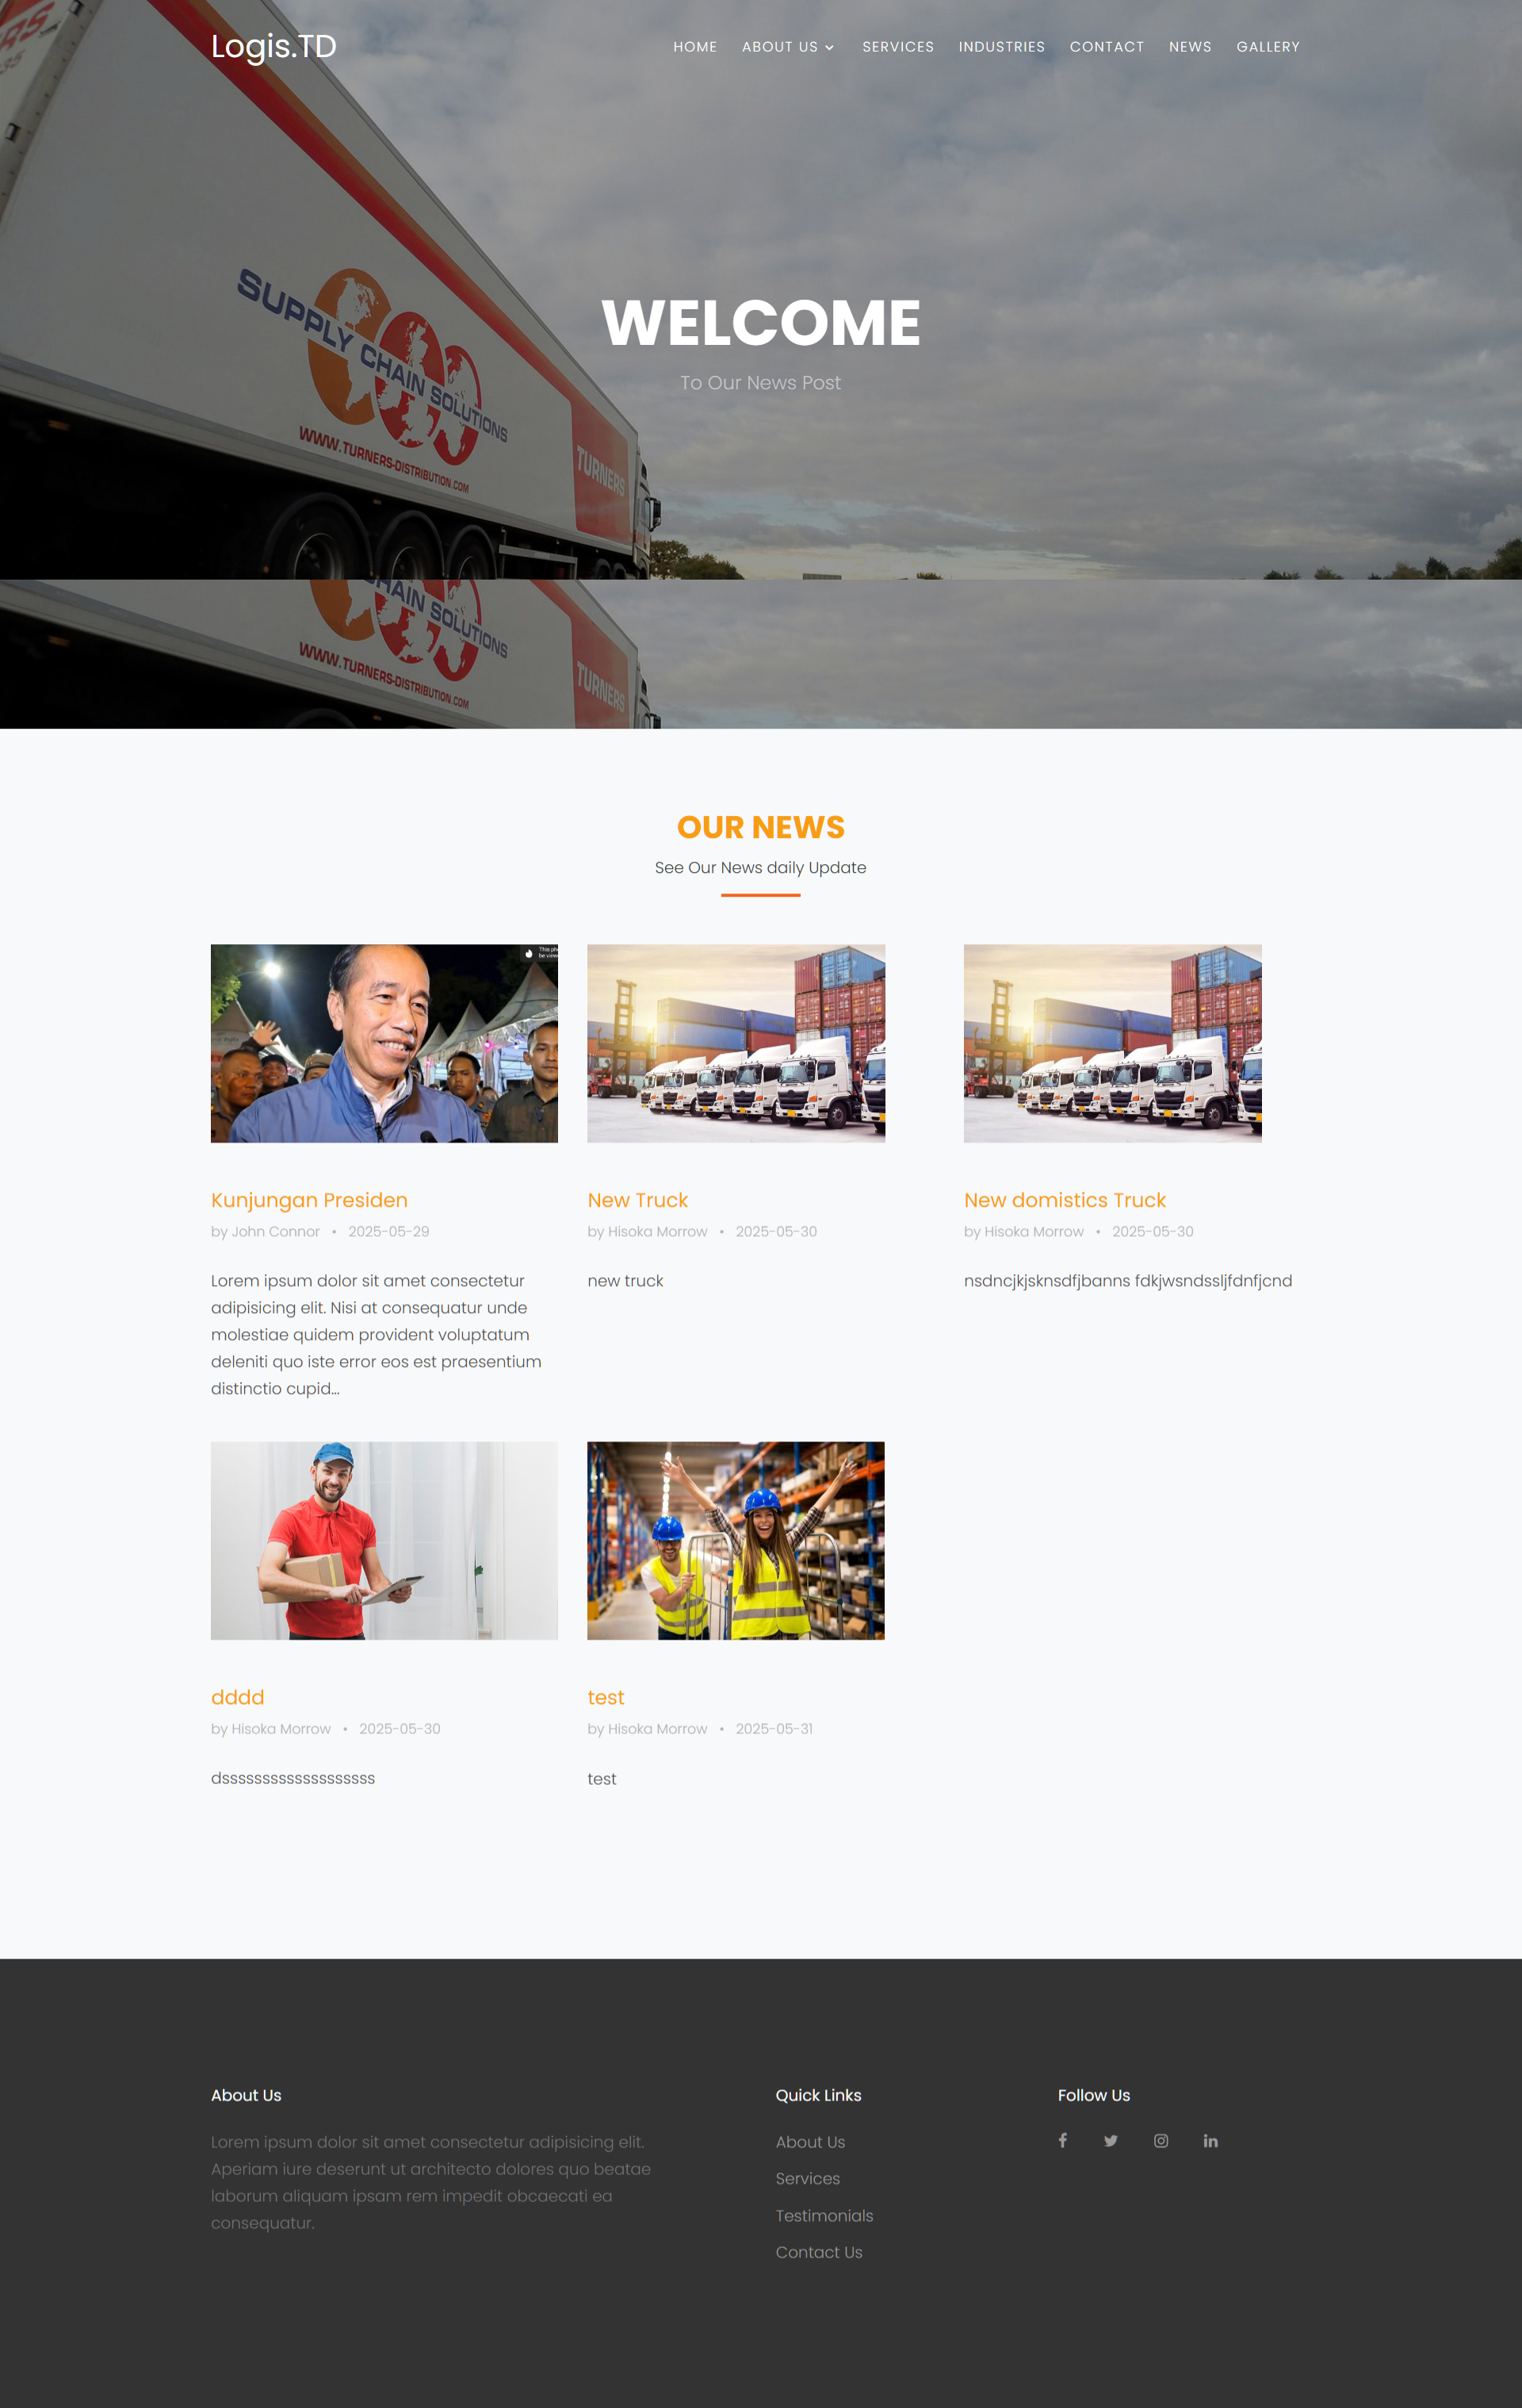 Logis.TD
HOME ABOUT US SERVICES INDUSTRIES CONTACT NEWS GALLERY
SUPPLY CHAIN SOLUTIONS
WWW.TURNERS-DISTRIBUTION.COM
TURNERS
WELCOME
To Our News Post
CHAIN SOLUTIONS
WWW.TURNERS-DISTRIBUTION.COM
TURNERS
OUR NEWS
See Our News daily Update
Kunjungan Presiden
by John Connor • 2025-05-29
Lorem ipsum dolor sit amet consectetur
adipisicing elit. Nisi at consequatur unde
molestiae quidem provident voluptatum
deleniti quo iste error eos est praesentium
distinctio cupid...
New Truck
by Hisoka Morrow • 2025-05-30
new truck
New domistics Truck
by Hisoka Morrow • 2025-05-30
nsdncjkjsknsdfjbanns fdkjwsndssljfdnfjcnd
dddd
by Hisoka Morrow • 2025-05-30
dsssssssssssssssssss
test
by Hisoka Morrow • 2025-05-31
test
About Us
Lorem ipsum dolor sit amet consectetur adipisicing elit.
Aperiam iure deserunt ut architecto dolores quo beatae
laborum aliquam ipsam rem impedit obcaecati ea
consequatur.
Quick Links
About Us
Services
Testimonials
Contact Us
Follow Us